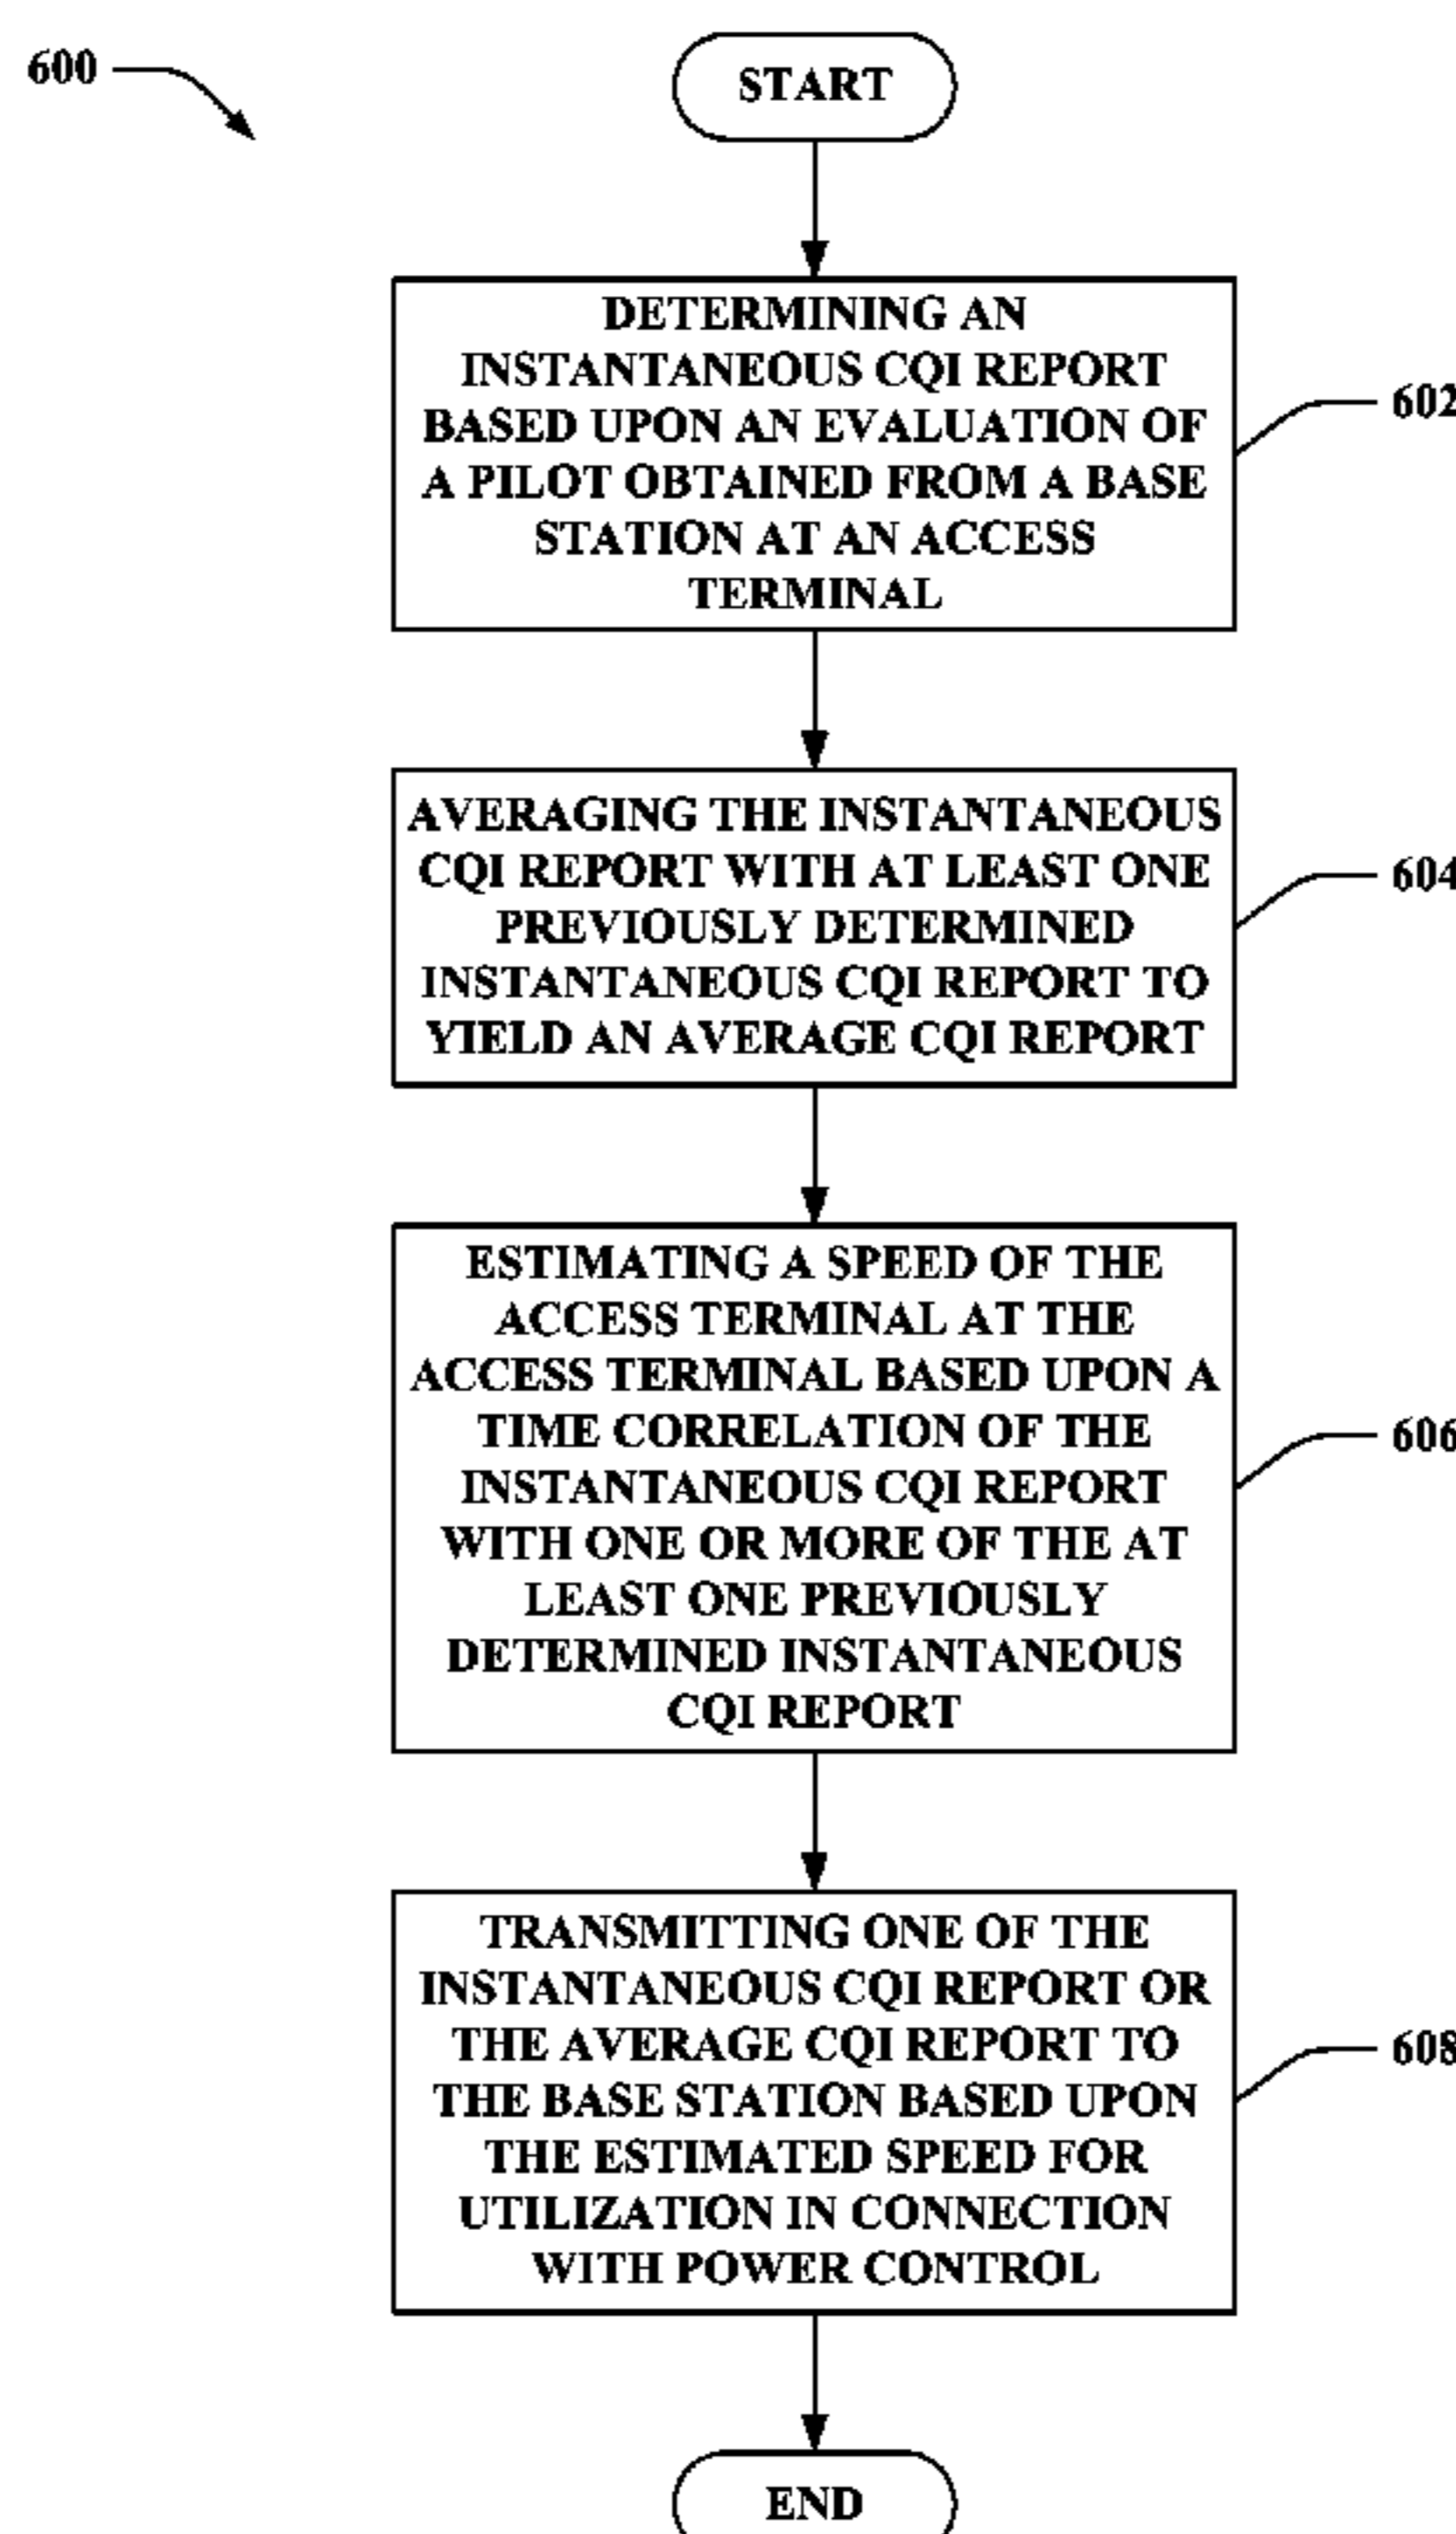 600
START
DETERMINING AN
INSTANTANEOUS CQI REPORT
BASED UPON AN EVALUATION OF
A PILOT OBTAINED FROM A BASE
STATION AT AN ACCESS
TERMINAL
602
AVERAGING THE INSTANTANEOUS
CQI REPORT WITH AT LEAST ONE
PREVIOUSLY DETERMINED
INSTANTANEOUS CQI REPORT TO
YIELD AN AVERAGE CQI REPORT
604
ESTIMATING A SPEED OF THE
ACCESS TERMINAL AT THE
ACCESS TERMINAL BASED UPON A
TIME CORRELATION OF THE
INSTANTANEOUS CQI REPORT
WITH ONE OR MORE OF THE AT
LEAST ONE PREVIOUSLY
DETERMINED INSTANTANEOUS
CQI REPORT
606
TRANSMITTING ONE OF THE
INSTANTANEOUS CQI REPORT OR
THE AVERAGE CQI REPORT TO
THE BASE STATION BASED UPON
THE ESTIMATED SPEED FOR
UTILIZATION IN CONNECTION
WITH POWER CONTROL
608
END